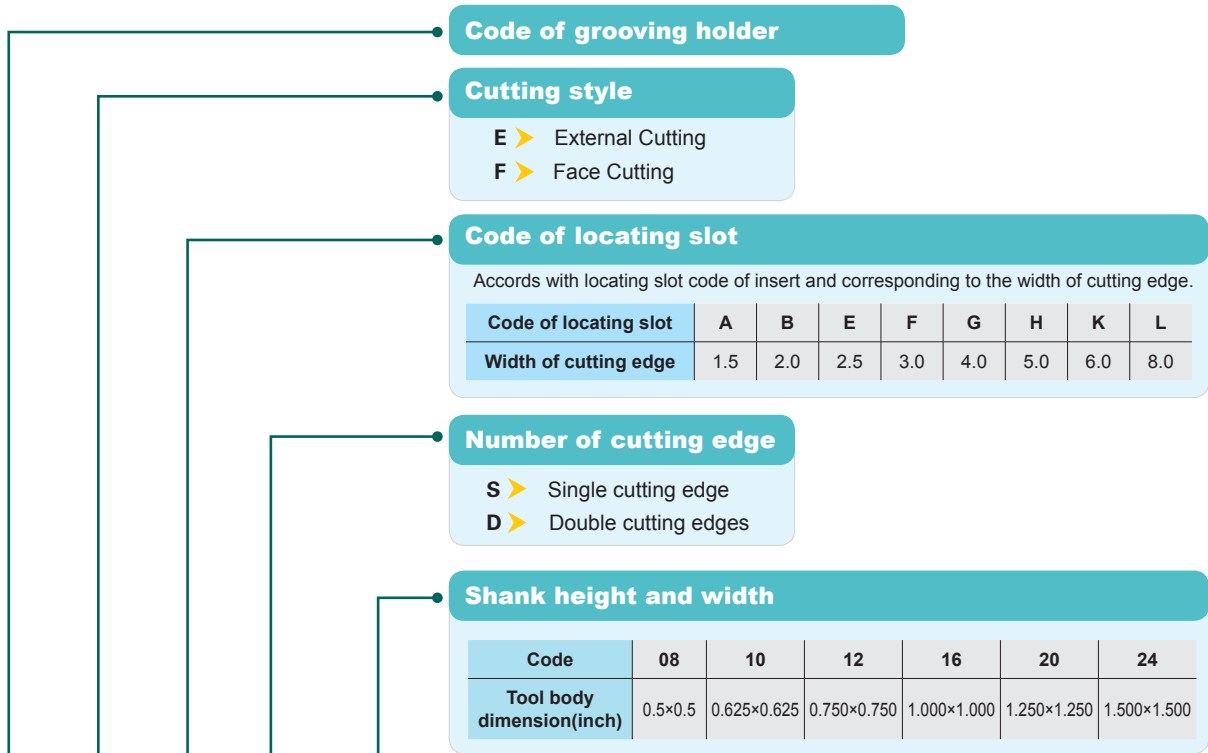 Code of grooving holder
Cutting style
E External Cutting
F Face Cutting
Code of locating slot
Accords with locating slot code of insert and corresponding to the width of cutting edge.
Code of locating slot A B E F G H K L
Width of cutting edge 1.5 2.0 2.5 3.0 4.0 5.0 6.0 8.0
Number of cutting edge
S Single cutting edge
D Double cutting edges
Shank height and width
Code 08 10 12 16 20 24
Tool body
dimension(inch) 0.5×0.5 0.625×0.625 0.750×0.750 1.000×1.000 1.250×1.250 1.500×1.500